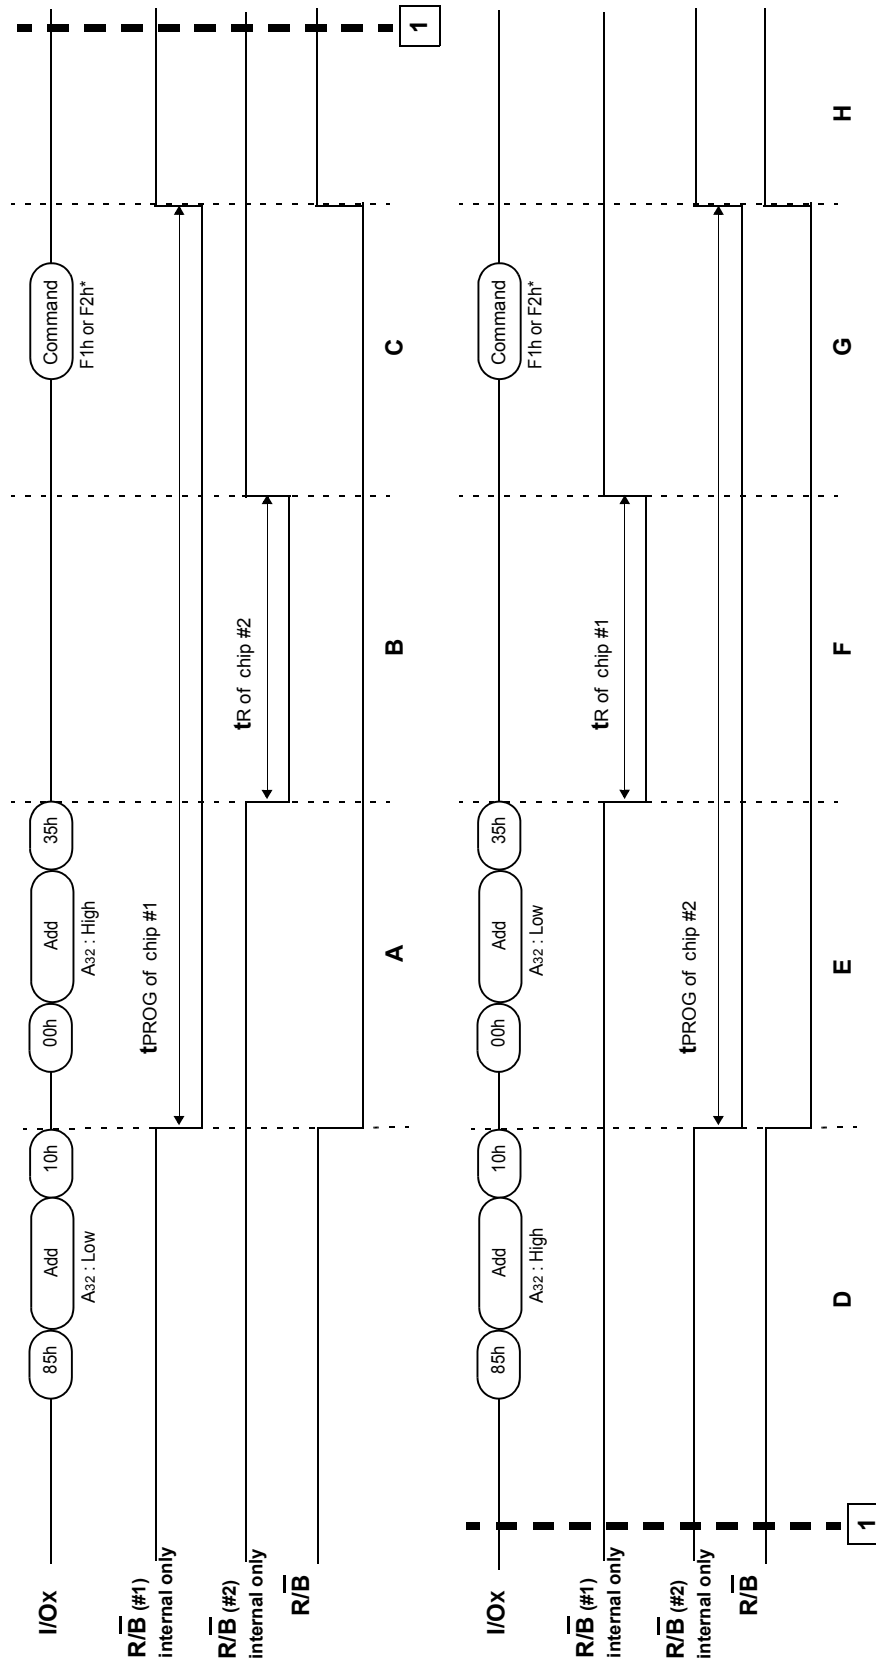 I/Ox
85h
Add
10h
00h
Add
35h
Command
A32 : Low
A32 : High
F1h or F2h*
R/B (#1)
internal only
tPROG of chip #1
R/B (#2)
internal only
tR of chip #2
R/B
A
B
C
1
I/Ox
85h
Add
10h
00h
Add
35h
Command
A32 : High
A32 : Low
F1h or F2h*
R/B (#1)
internal only
tR of chip #1
R/B (#2)
internal only
tPROG of chip #2
R/B
1
D
E
F
G
H